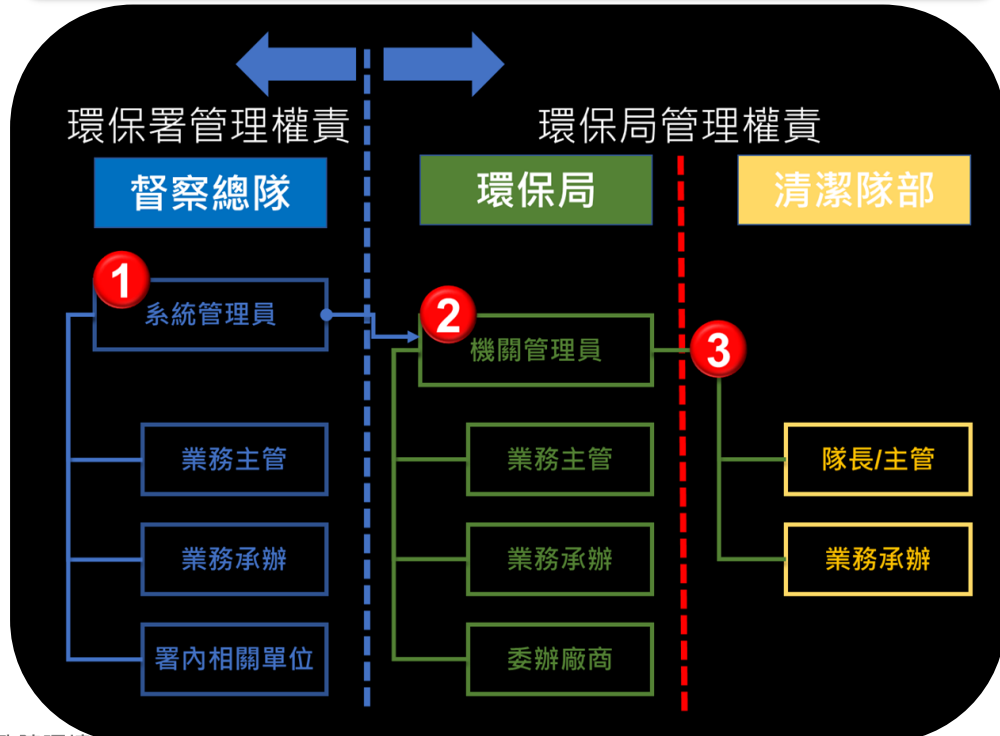 環保署管理權責
環保局管理權責
督察總隊
環保局
清潔隊部
1
系統管理員
2
機關管理員
3
業務主管
業務主管
隊長/主管
業務承辦
業務承辦
業務承辦
署內相關單位
委辦廠商